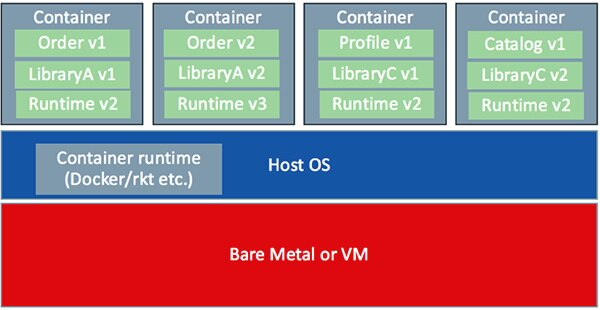 Container
Order v1
LibraryA v1
Runtime v2
Container
Order v2
LibraryA v2
Runtime v3
Container
Profile v1
LibraryC v1
Runtime v2
Container
Catalog v1
LibraryC v2
Runtime v2
Container runtime
(Docker/rkt etc.)
Host OS
Bare Metal or VM